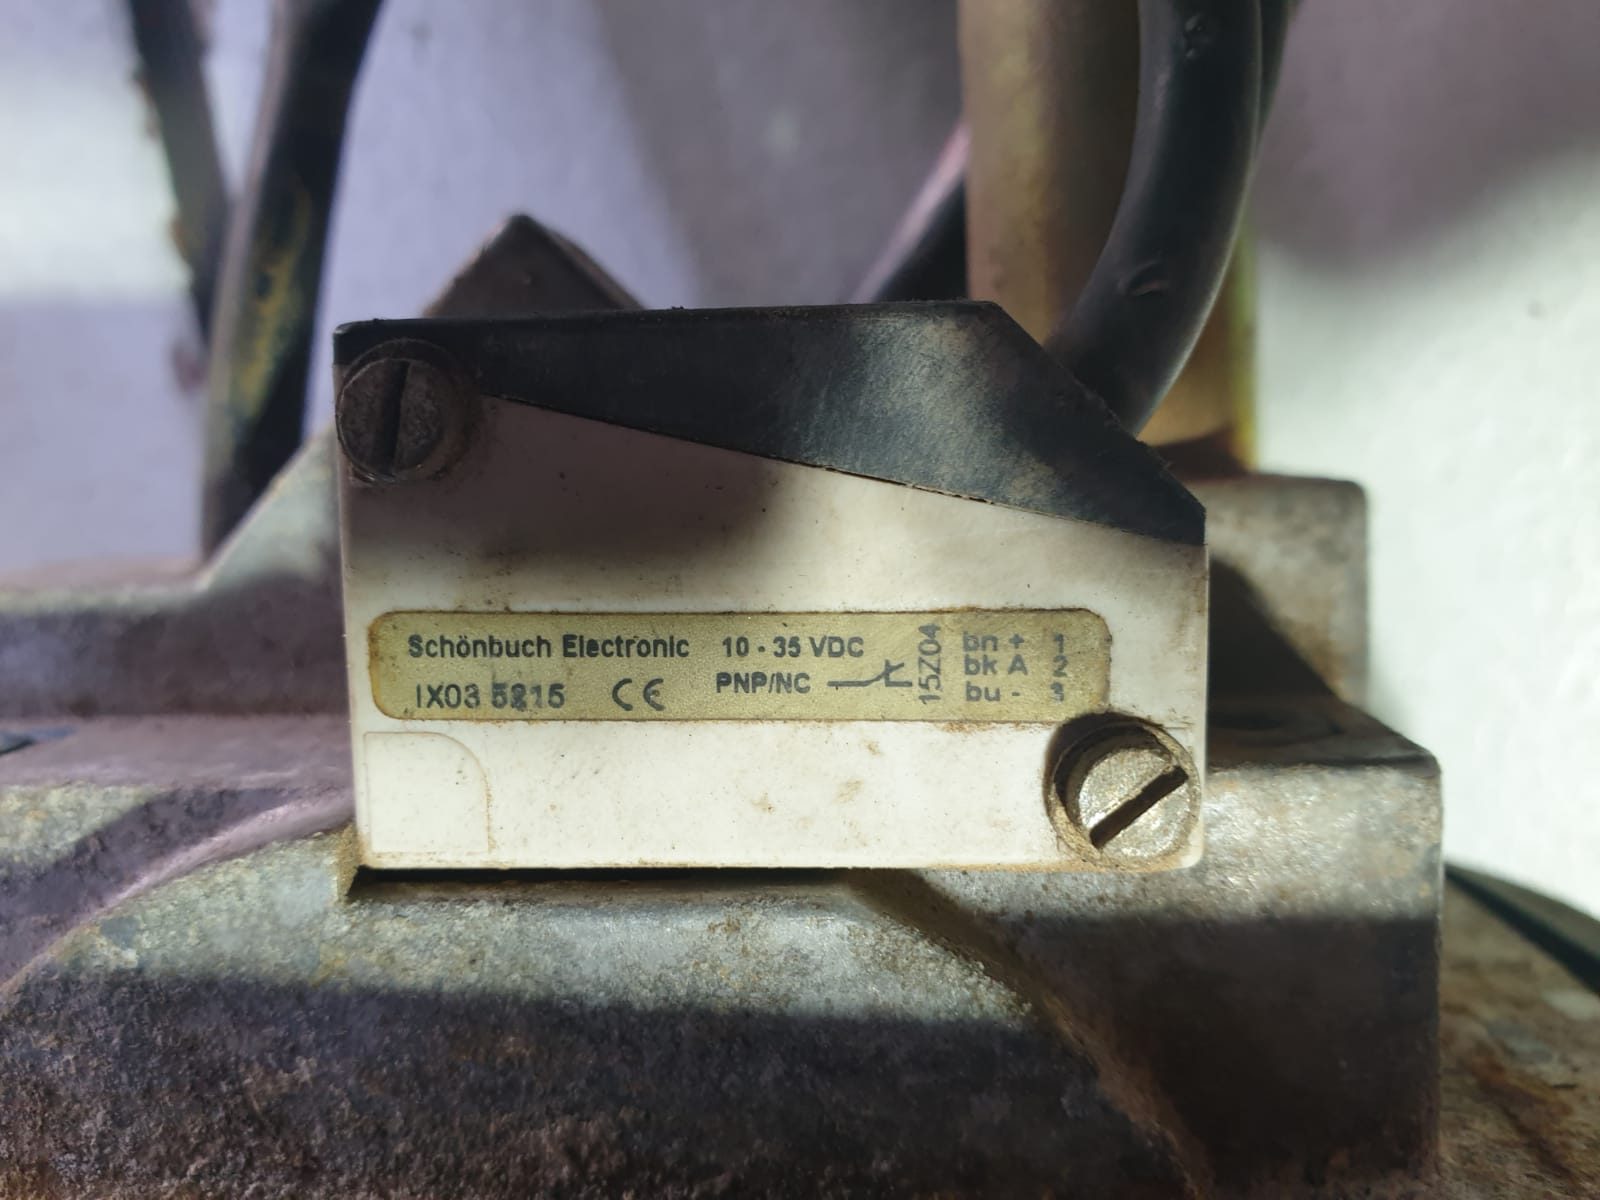 Schönbuch Electronic 10 - 35 VDC
IX03 5215 CE PNP/NC
15Z04
bn + 1
bk A 2
bu - 3